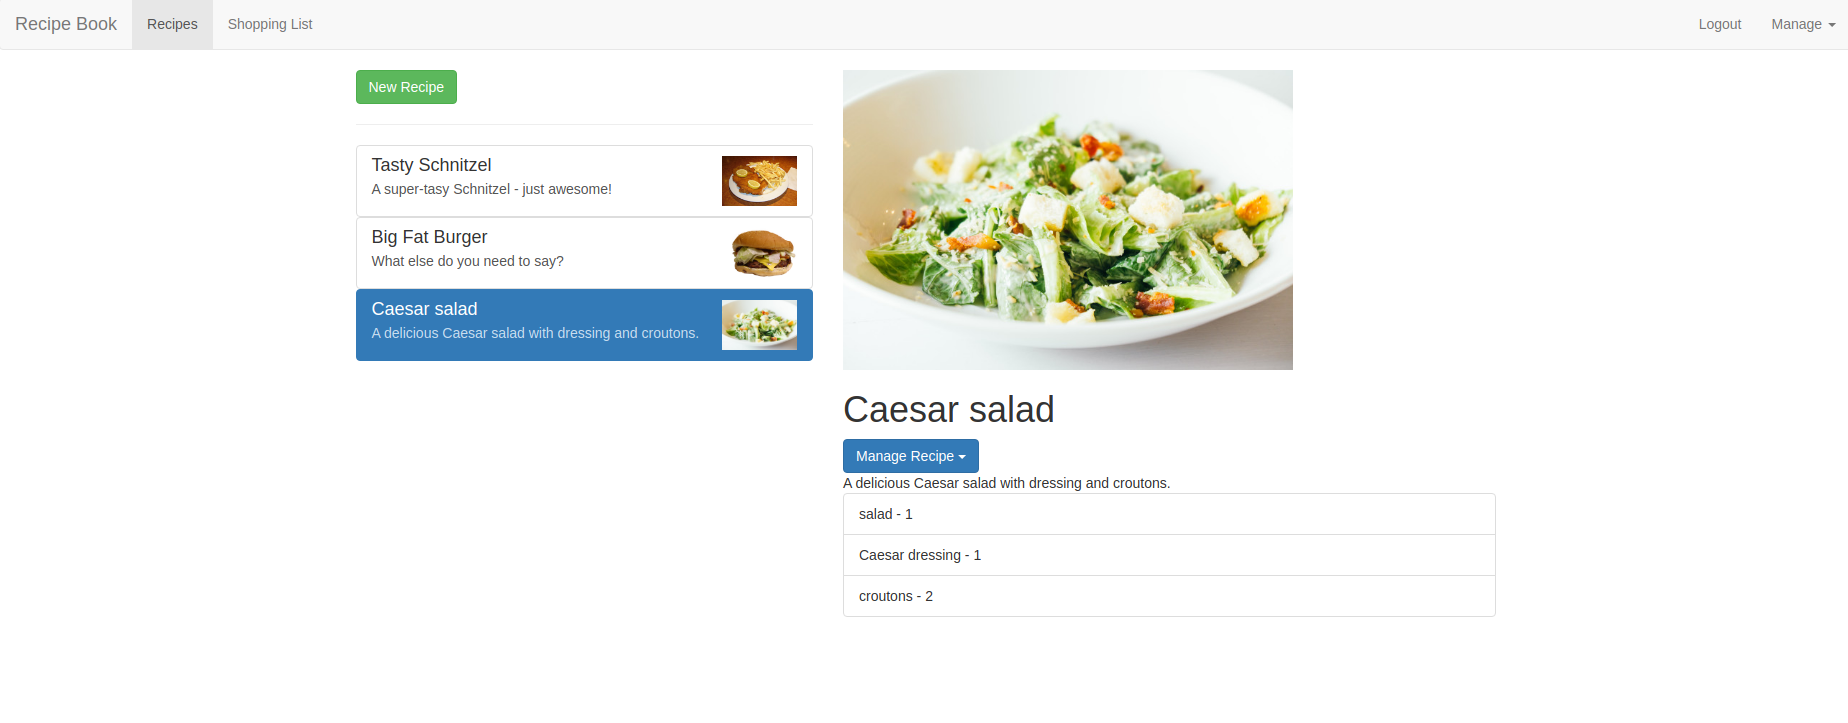 Recipe Book
Recipes
Shopping List
Logout
Manage
New Recipe
Tasty Schnitzel
A super-tasy Schnitzel - just awesome!
Big Fat Burger
What else do you need to say?
Caesar salad
A delicious Caesar salad with dressing and croutons.
Caesar salad
Manage Recipe
A delicious Caesar salad with dressing and croutons.
salad - 1
Caesar dressing - 1
croutons - 2